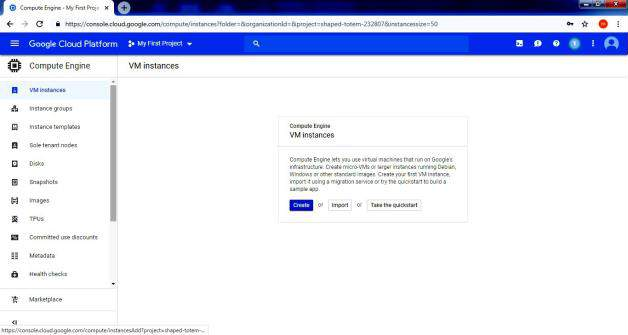 Compute Engine - My First Proje
https://console.cloud.google.com/compute/instances?folder=&organizationId=&project=shaped-totem-232807&instancessize=50
Google Cloud Platform
My First Project
Compute Engine
VM instances
VM instances
Instance groups
Instance templates
Sole tenant nodes
Disks
Snapshots
Images
TPUs
Committed use discounts
Metadata
Health checks
Marketplace
Compute Engine
VM instances
Compute Engine lets you use virtual machines that run on Google's
infrastructure. Create micro-VMs or larger instances running Debian,
Windows or other standard images. Create your first VM instance,
import it using a migration service or try the quickstart to build a
sample app.
Create or Import or Take the quickstart
https://console.cloud.google.com/compute/instancesAdd?project=shaped-totem-...